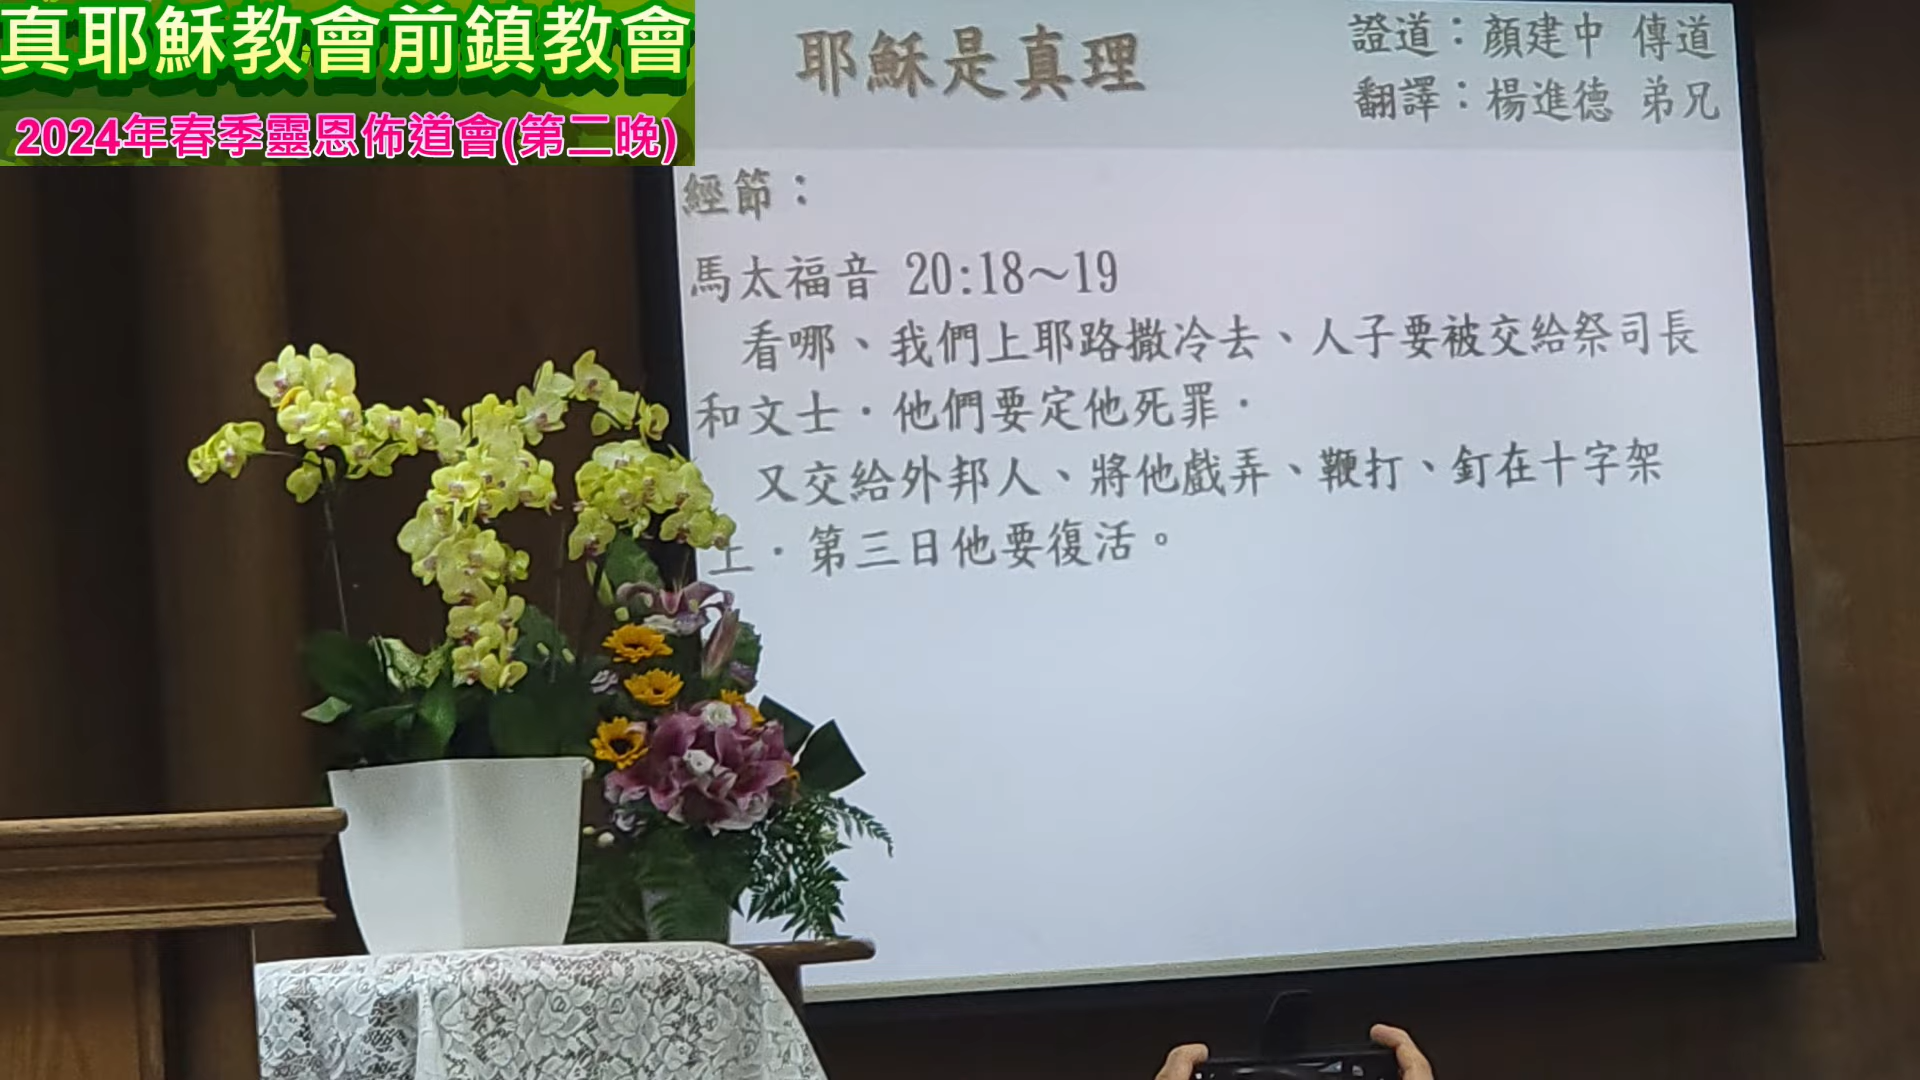 真耶穌教會前鎮教會
2024年春季靈恩佈道會(第二晚)
耶穌是真理
證道：顏建中 傳道
翻譯：楊進德 弟兄
經節：
馬太福音 20:18～19
看哪、我們上耶路撒冷去、人子要被交給祭司長
和文士．他們要定他死罪．
又交給外邦人、將他戲弄、鞭打、釘在十字架
上．第三日他要復活。